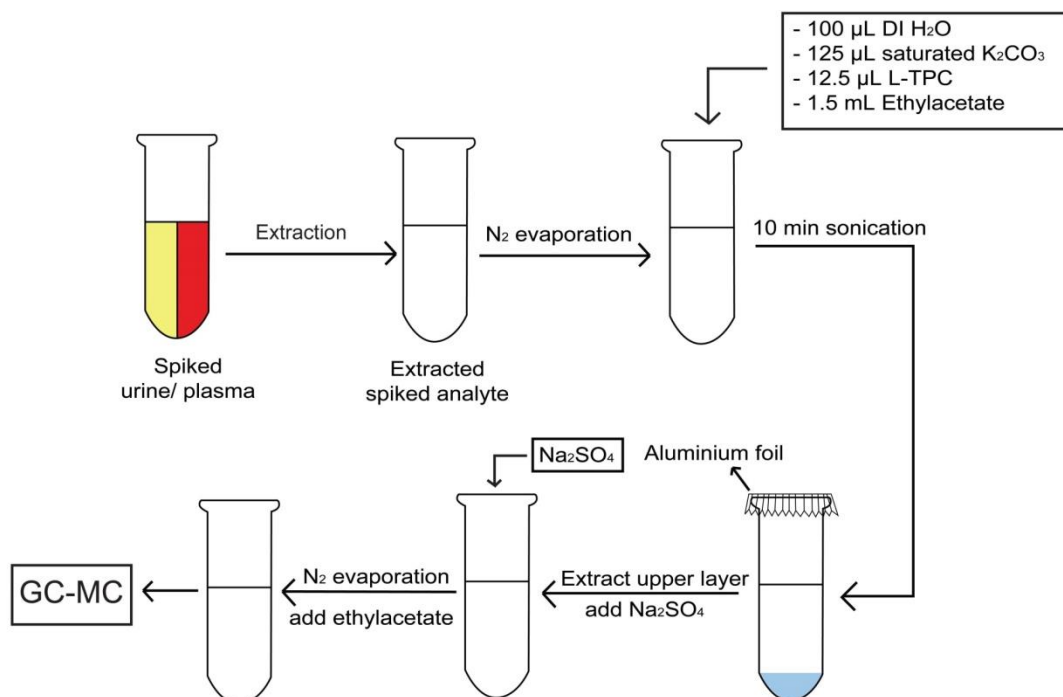 - 100 µL DI H₂O
- 125 µL saturated K₂CO₃
- 12.5 µL L-TPC
- 1.5 mL Ethylacetate
Extraction
N₂ evaporation
10 min sonication
Spiked
urine/ plasma
Extracted
spiked analyte
Na₂SO₄
Aluminium foil
GC-MC
N₂ evaporation
add ethylacetate
Extract upper layer
add Na₂SO₄